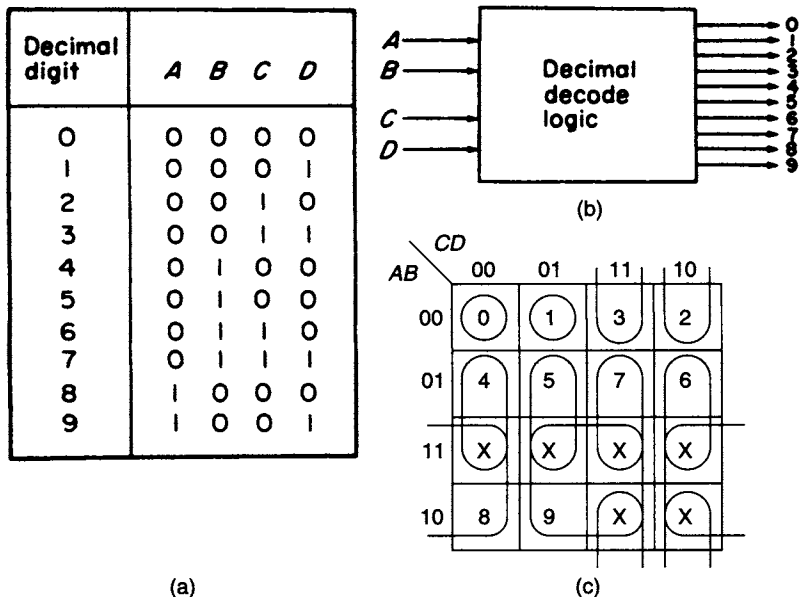 Decimal digit A B C D
0 0 0 0 0
1 0 0 0 1
2 0 0 1 0
3 0 0 1 1
4 0 1 0 0
5 0 1 0 0
6 0 1 1 0
7 0 1 1 1
8 1 0 0 0
9 1 0 0 1
(a)
A
B
C
D
Decimal
decode
logic
0
1
2
3
4
5
6
7
8
9
(b)
CD
AB 00 01 11 10
00 0 1 3 2
01 4 5 7 6
11 X X X X
10 8 9 X X
(c)